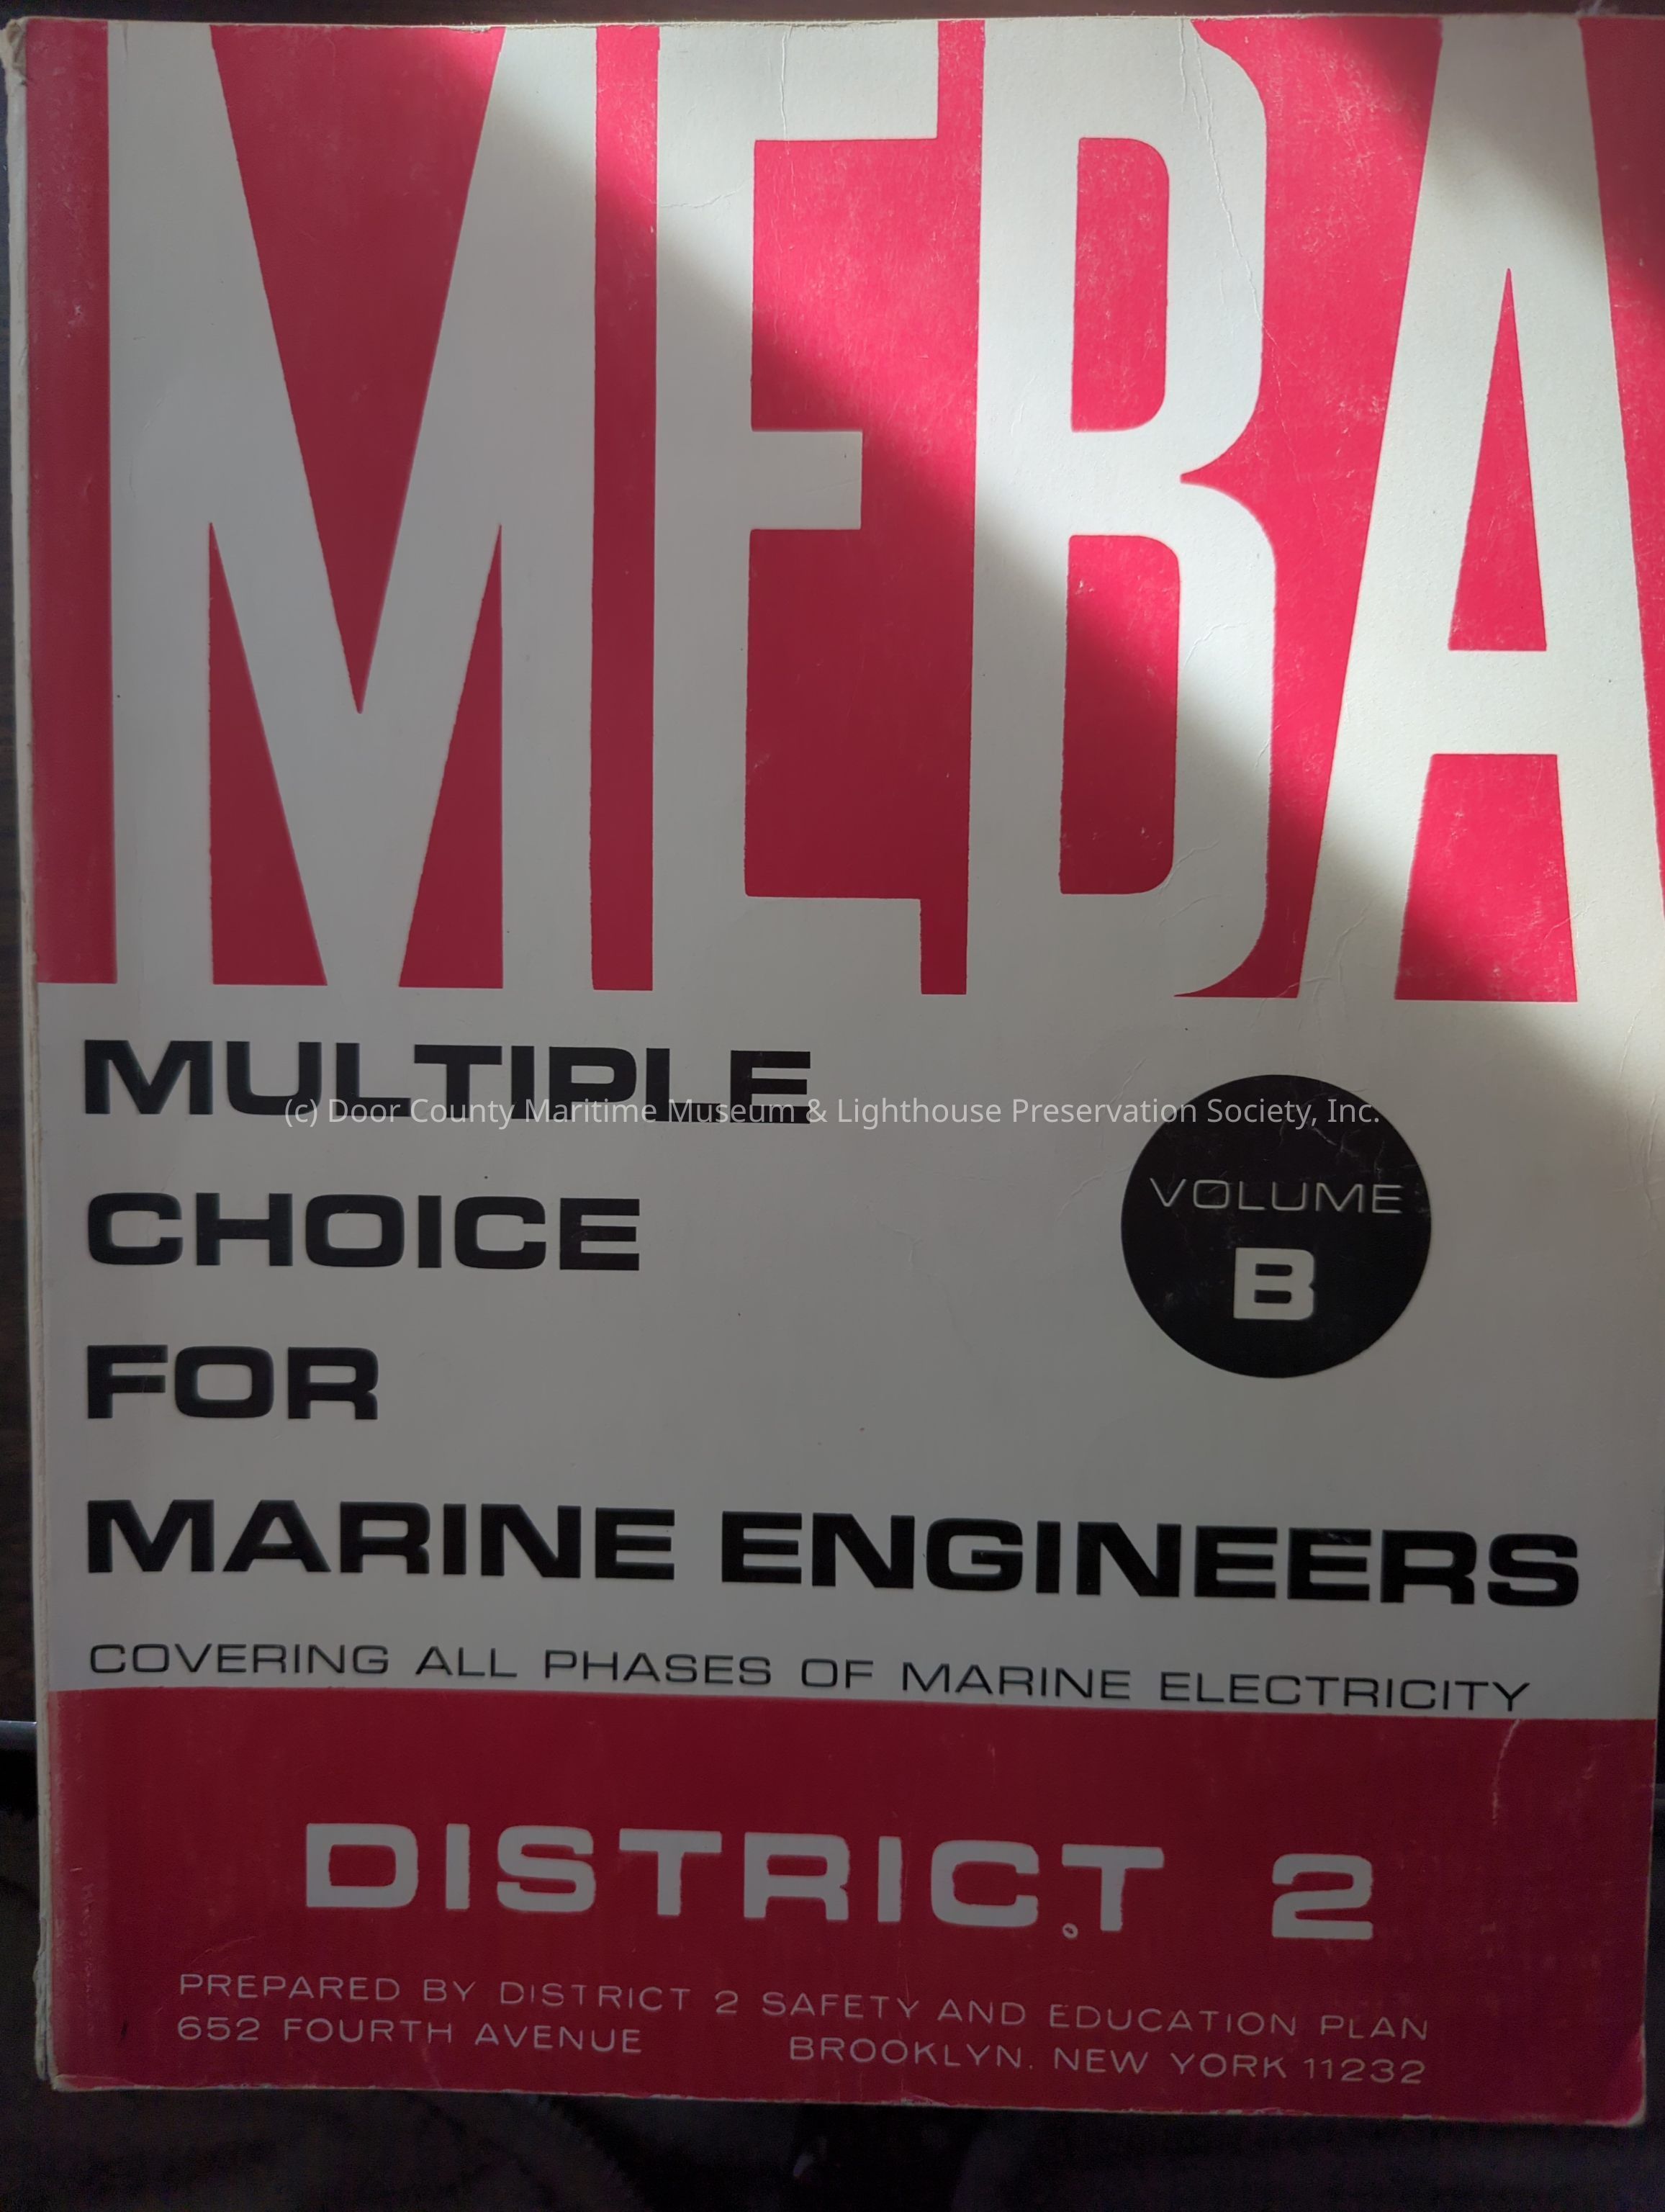 MEBA
MULTIPLE
(c) Door County Maritime Museum & Lighthouse Preservation Society, Inc.
CHOICE
FOR
MARINE ENGINEERS
VOLUME
B
COVERING ALL PHASES OF MARINE ELECTRICITY
DISTRICT 2
PREPARED BY DISTRICT 2 SAFETY AND EDUCATION PLAN
652 FOURTH AVENUE BROOKLYN, NEW YORK 11232